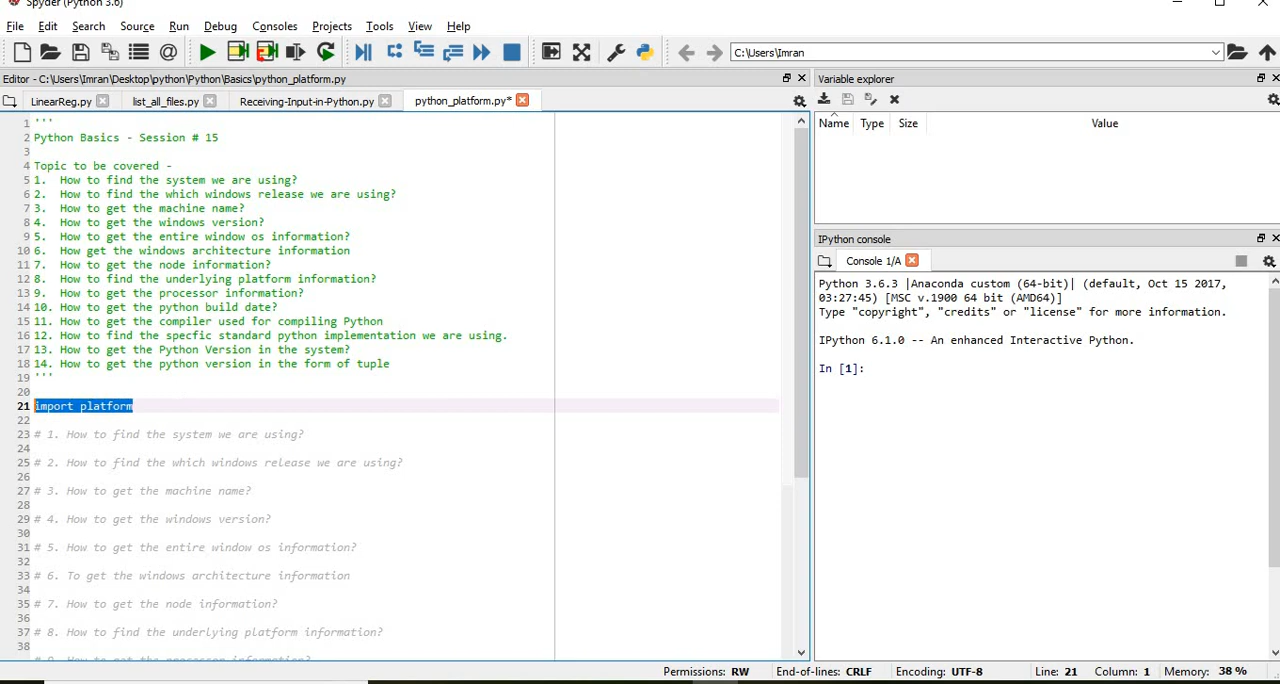 Spyder (Python 3.6)
File Edit Search Source Run Debug Consoles Projects Tools View Help
C:\Users\Imran
Editor - C:\Users\Imran\Desktop\python\Python\Basics\python_platform.py
Variable explorer
LinearReg.py list_all_files.py Receiving-Input-in-Python.py python_platform.py*
Name Type Size Value
1 '''
2 Python Basics - Session # 15
3
4 Topic to be covered -
5 1. How to find the system we are using?
6 2. How to find the which windows release we are using?
7 3. How to get the machine name?
8 4. How to get the windows version?
9 5. How to get the entire window os information?
10 6. How get the windows architecture information
11 7. How to get the node information?
12 8. How to find the underlying platform information?
13 9. How to get the processor information?
14 10. How to get the python build date?
15 11. How to get the compiler used for compiling Python
16 12. How to find the specfic standard python implementation we are using.
17 13. How to get the Python Version in the system?
18 14. How to get the python version in the form of tuple
19 '''
20
21 import platform
22
23 # 1. How to find the system we are using?
24
25 # 2. How to find the which windows release we are using?
26
27 # 3. How to get the machine name?
28
29 # 4. How to get the windows version?
30
31 # 5. How to get the entire window os information?
32
33 # 6. To get the windows architecture information
34
35 # 7. How to get the node information?
36
37 # 8. How to find the underlying platform information?
38
# 9. How to get the processor information?
IPython console
Console 1/A
Python 3.6.3 |Anaconda custom (64-bit)| (default, Oct 15 2017,
03:27:45) [MSC v.1900 64 bit (AMD64)]
Type "copyright", "credits" or "license" for more information.
IPython 6.1.0 -- An enhanced Interactive Python.
In [1]:
Permissions: RW End-of-lines: CRLF Encoding: UTF-8 Line: 21 Column: 1 Memory: 38 %